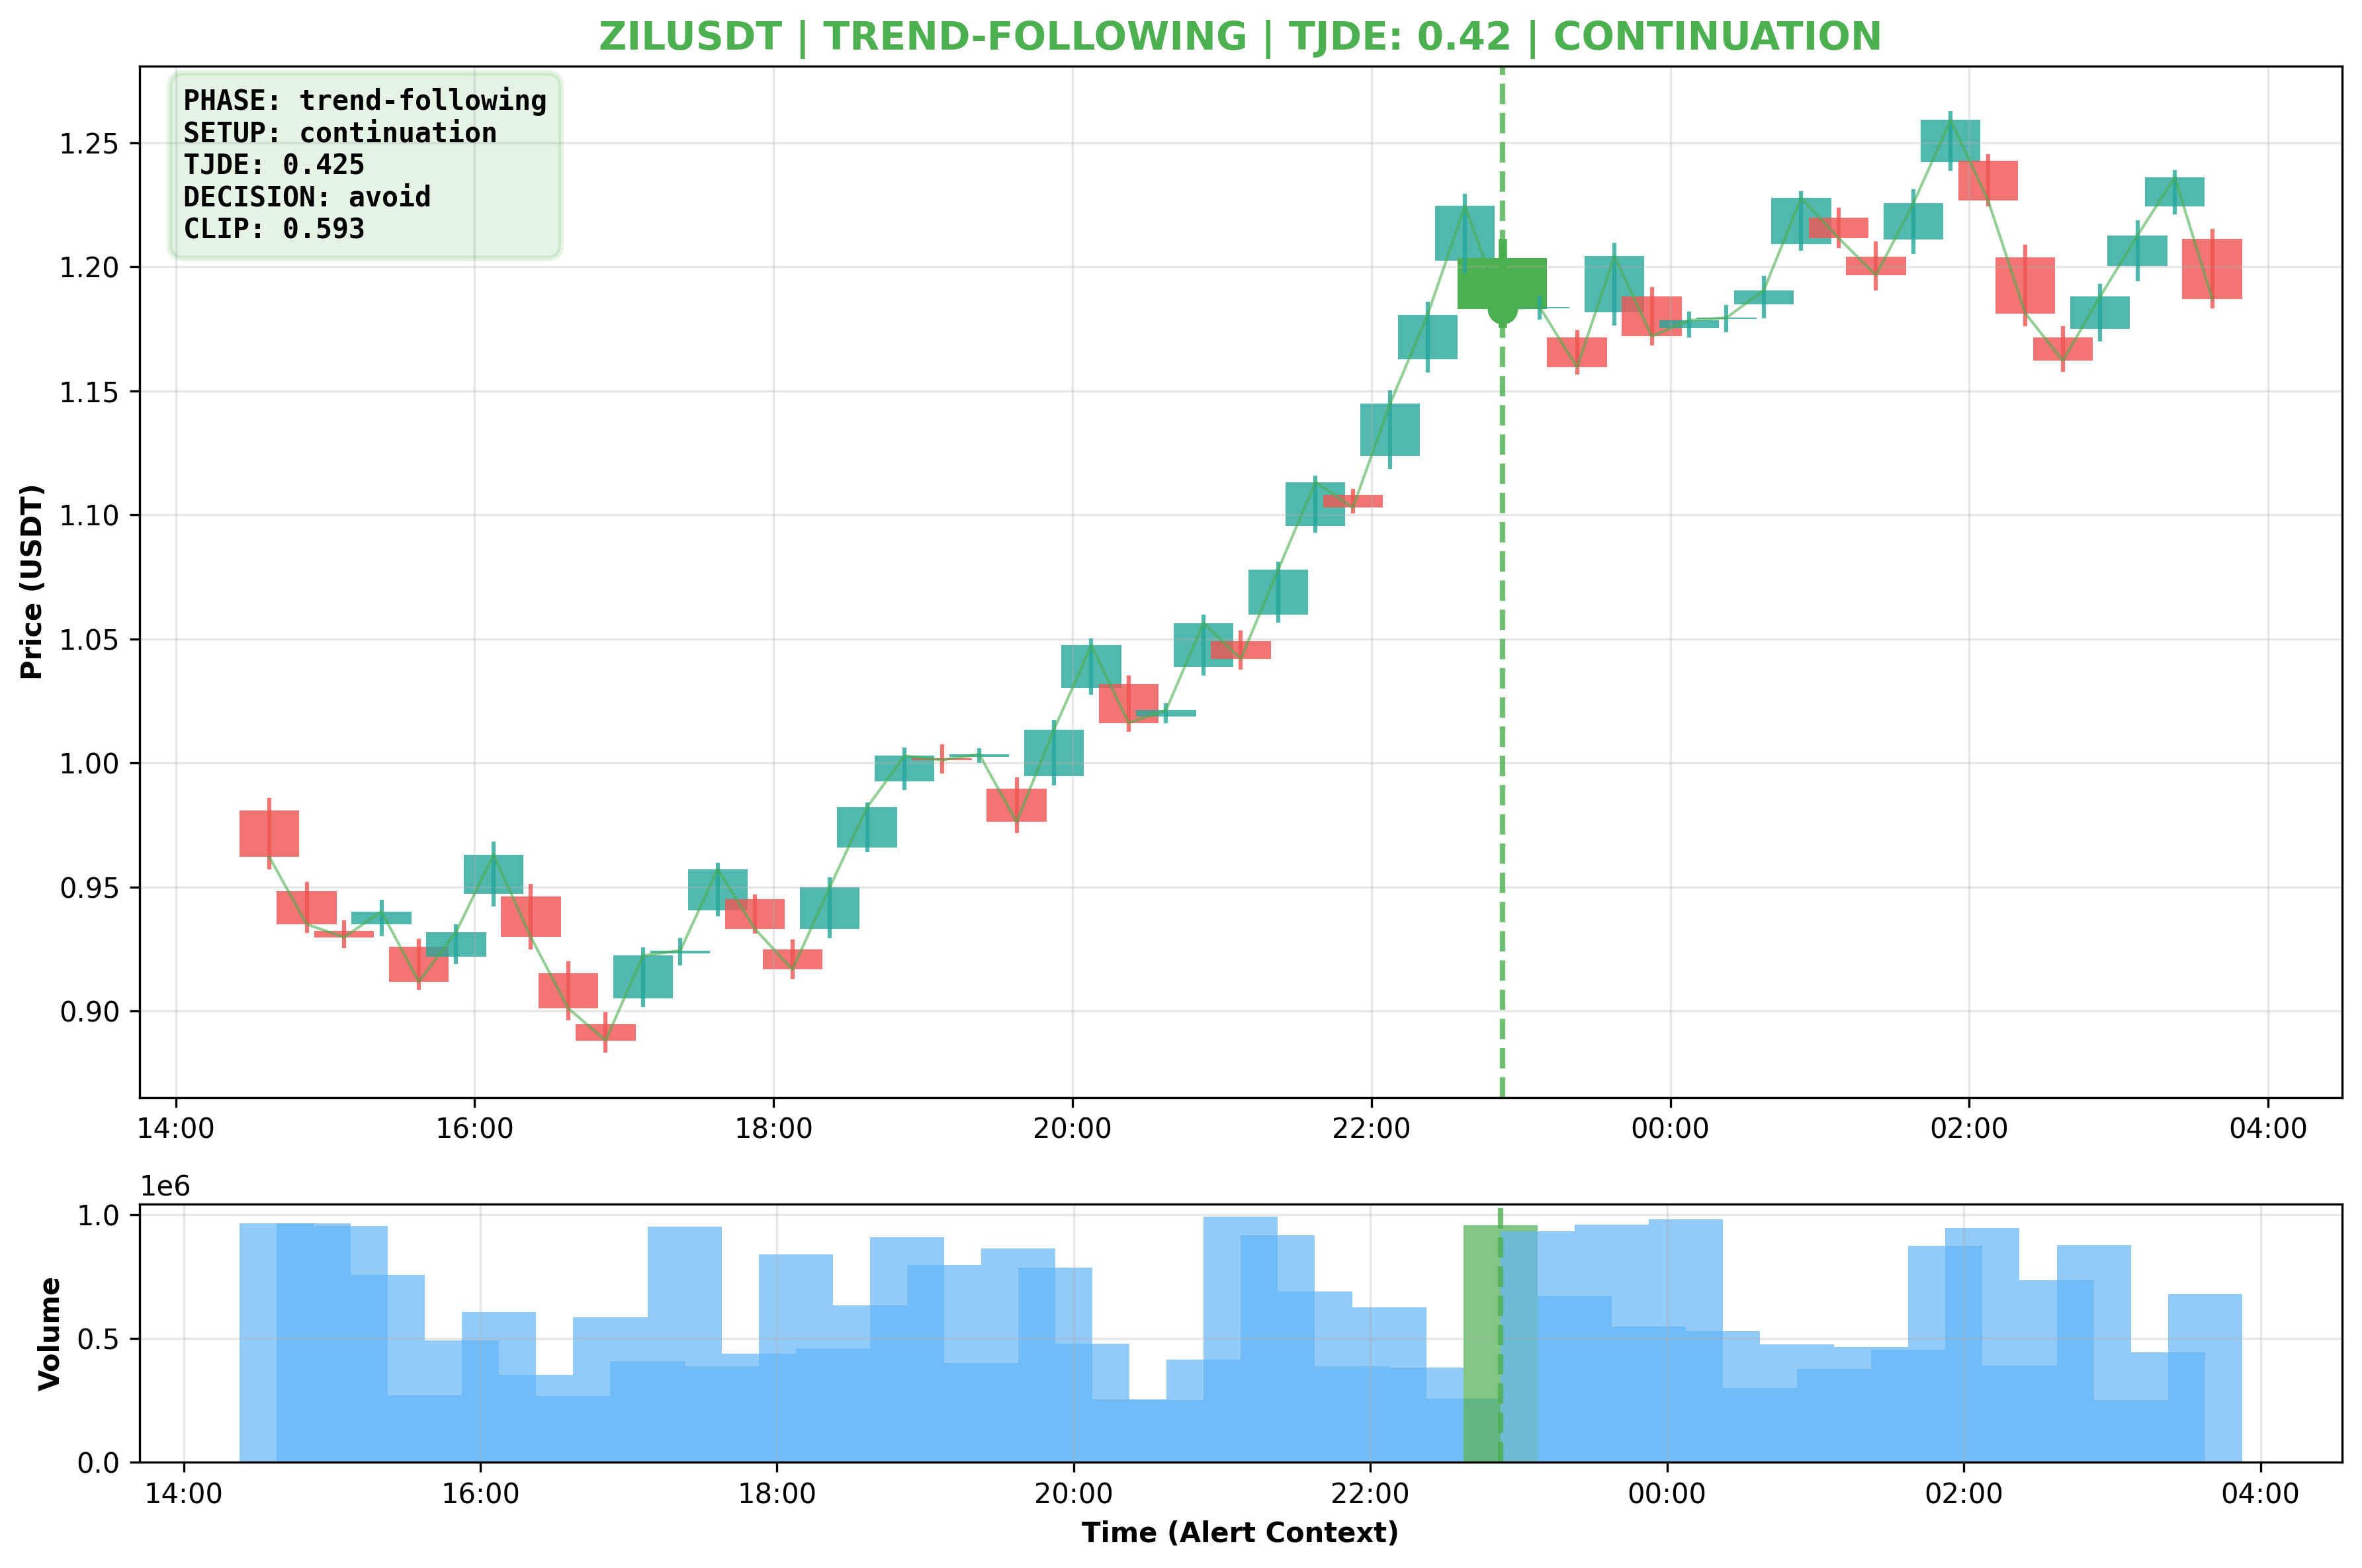 ZILUSDT | TREND-FOLLOWING | TJDE: 0.42 | CONTINUATION
PHASE: trend-following
SETUP: continuation
TJDE: 0.425
DECISION: avoid
CLIP: 0.593
Price (USDT)
1.25
1.20
1.15
1.10
1.05
1.00
0.95
0.90
14:00 16:00 18:00 20:00 22:00 00:00 02:00 04:00
1e6
Volume
1.0
0.5
0.0
14:00 16:00 18:00 20:00 22:00 00:00 02:00 04:00
Time (Alert Context)